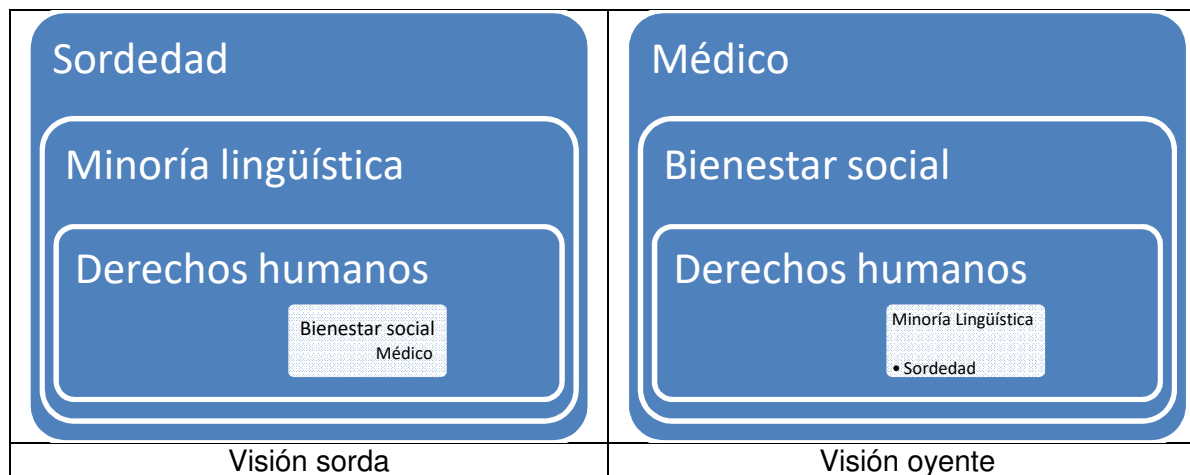 Sordedad
Minoría lingüística
Derechos humanos
Bienestar social
Médico
Visión sorda
Médico
Bienestar social
Derechos humanos
Minoría Lingüística
• Sordedad
Visión oyente